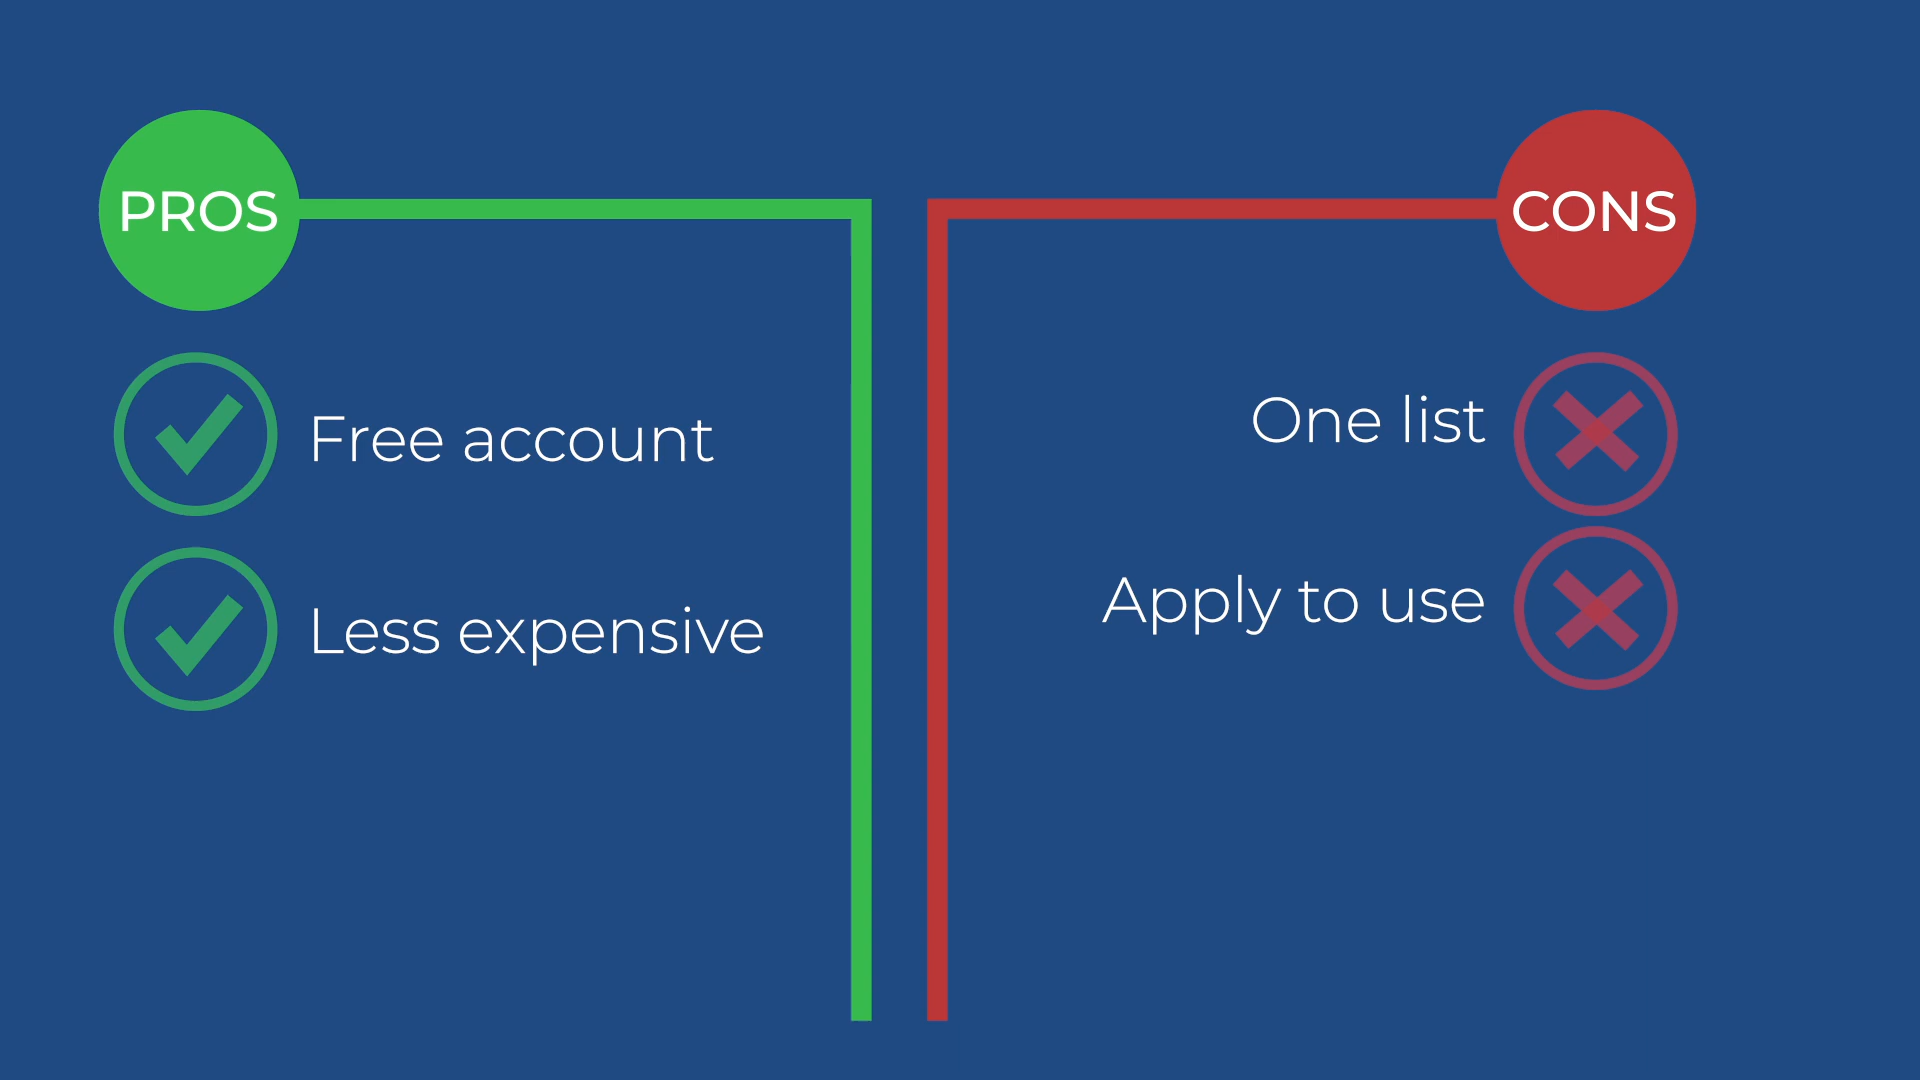 PROS
Free account
Less expensive
CONS
One list
Apply to use